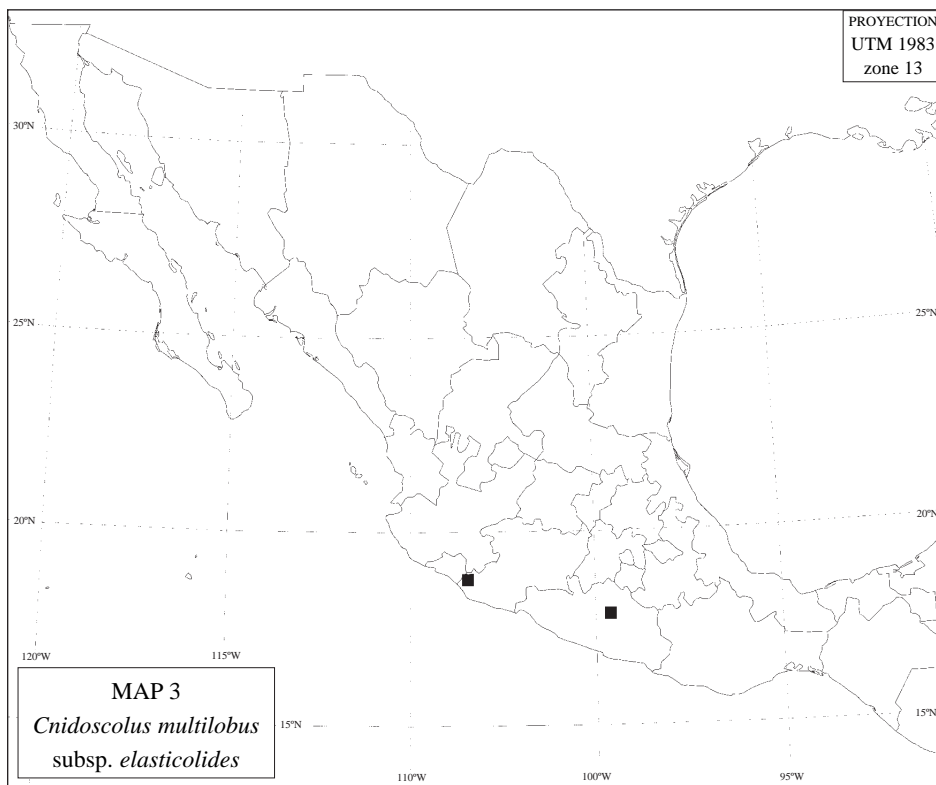 PROYECTION
UTM 1983
zone 13
30ºN
25ºN
25ºN
20ºN
20ºN
120ºW
115ºW
15ºN
15ºN
110ºW
100ºW
95ºW
MAP 3
Cnidoscolus multilobus
subsp. elasticolides